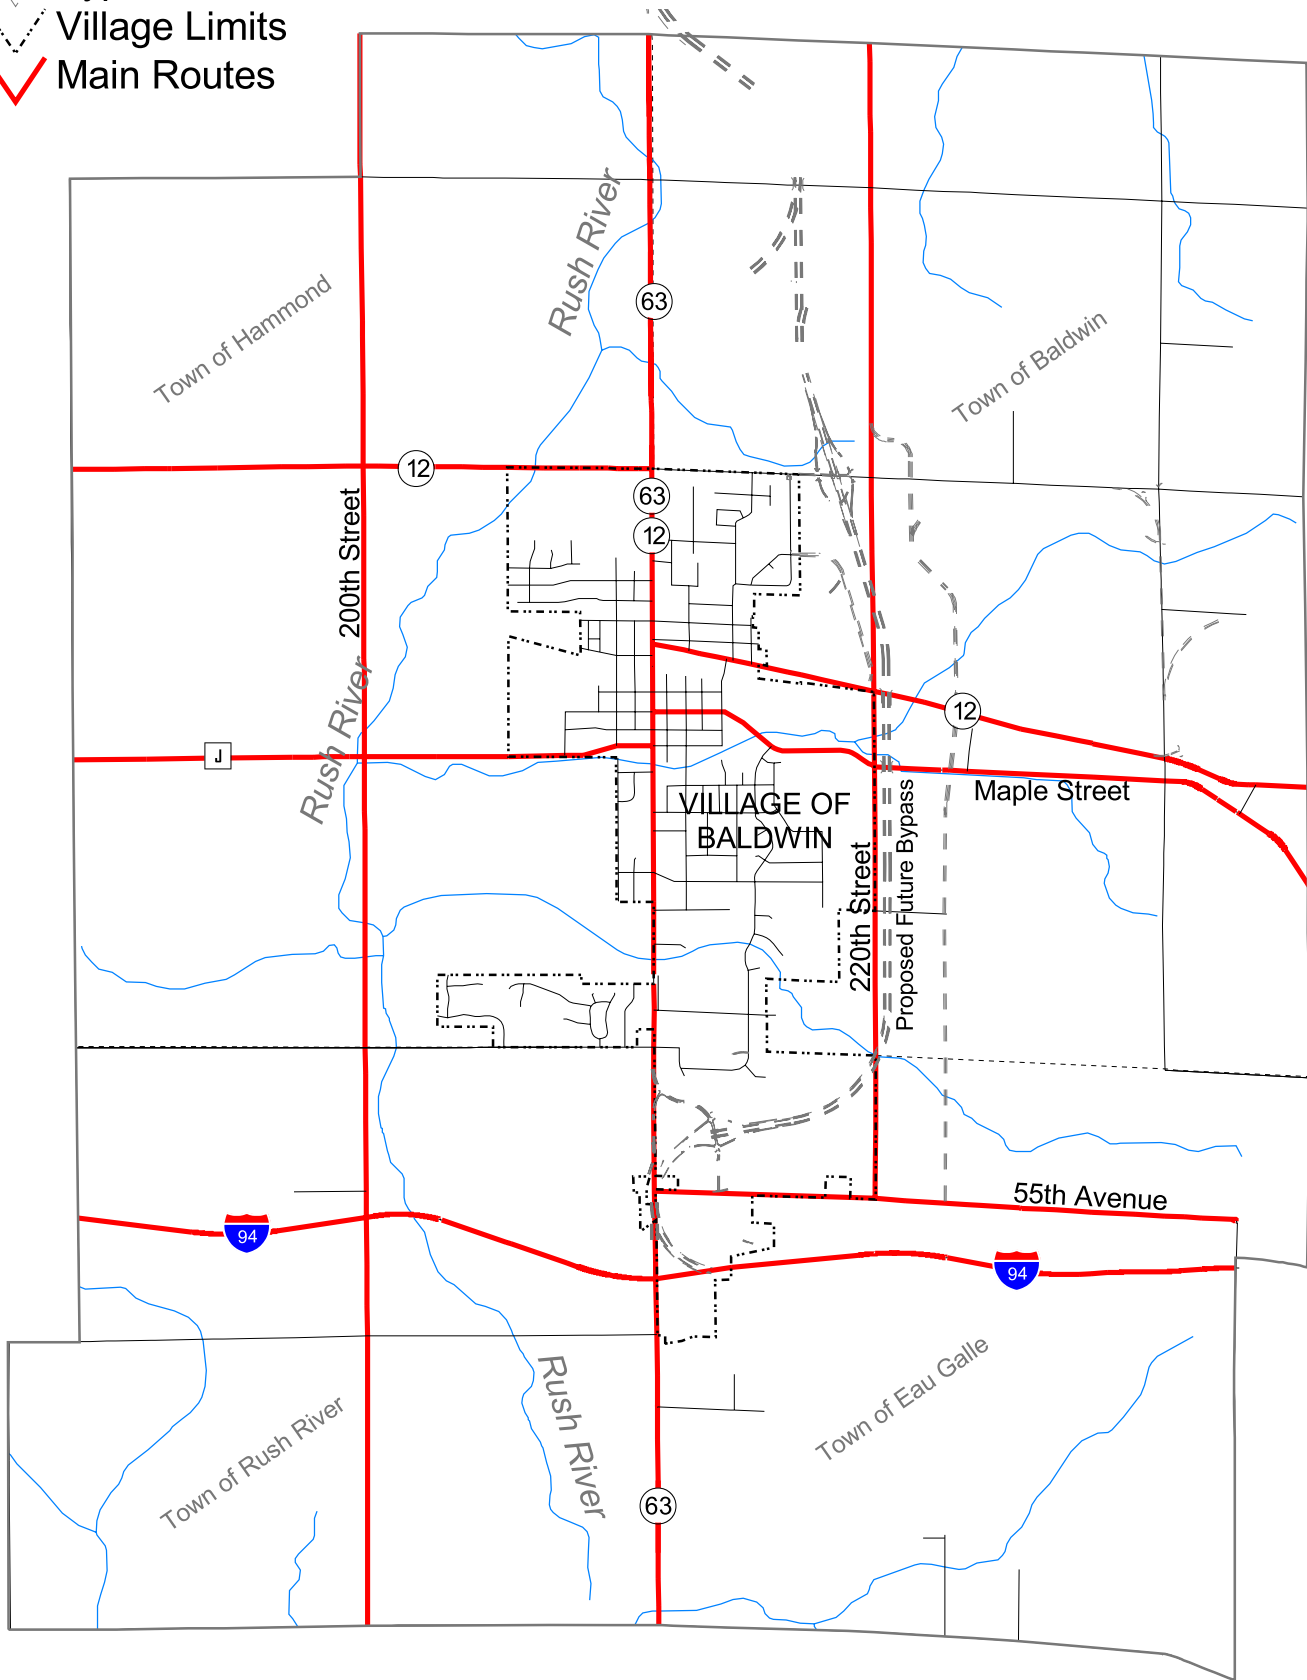 Village Limits
Main Routes
Rush River
Town of Hammond
63
Town of Baldwin
12
63
12
200th Street
Rush River
12
J
Maple Street
VILLAGE OF
BALDWIN
220th Street
Proposed Future Bypass
55th Avenue
94
94
Rush River
Town of Eau Galle
Town of Rush River
63